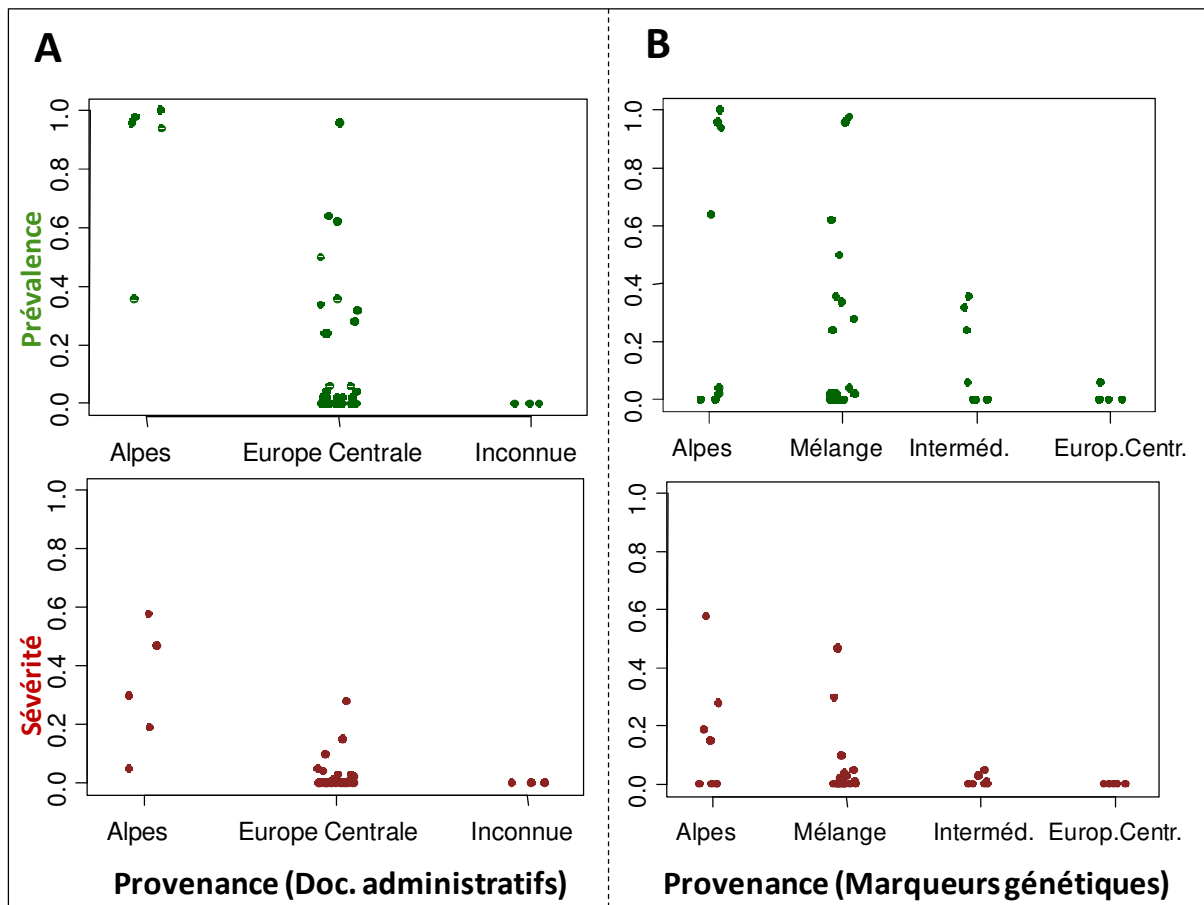 A
B
Prévalence
0.0 0.2 0.4 0.6 0.8 1.0
Alpes Europe Centrale Inconnue
0.0 0.2 0.4 0.6 0.8 1.0
Alpes Mélange Interméd. Europ.Centr.
Sévérité
0.0 0.2 0.4 0.6 0.8 1.0
Alpes Europe Centrale Inconnue
0.0 0.2 0.4 0.6 0.8 1.0
Alpes Mélange Interméd. Europ.Centr.
Provenance (Doc. administratifs)
Provenance (Marqueurs génétiques)